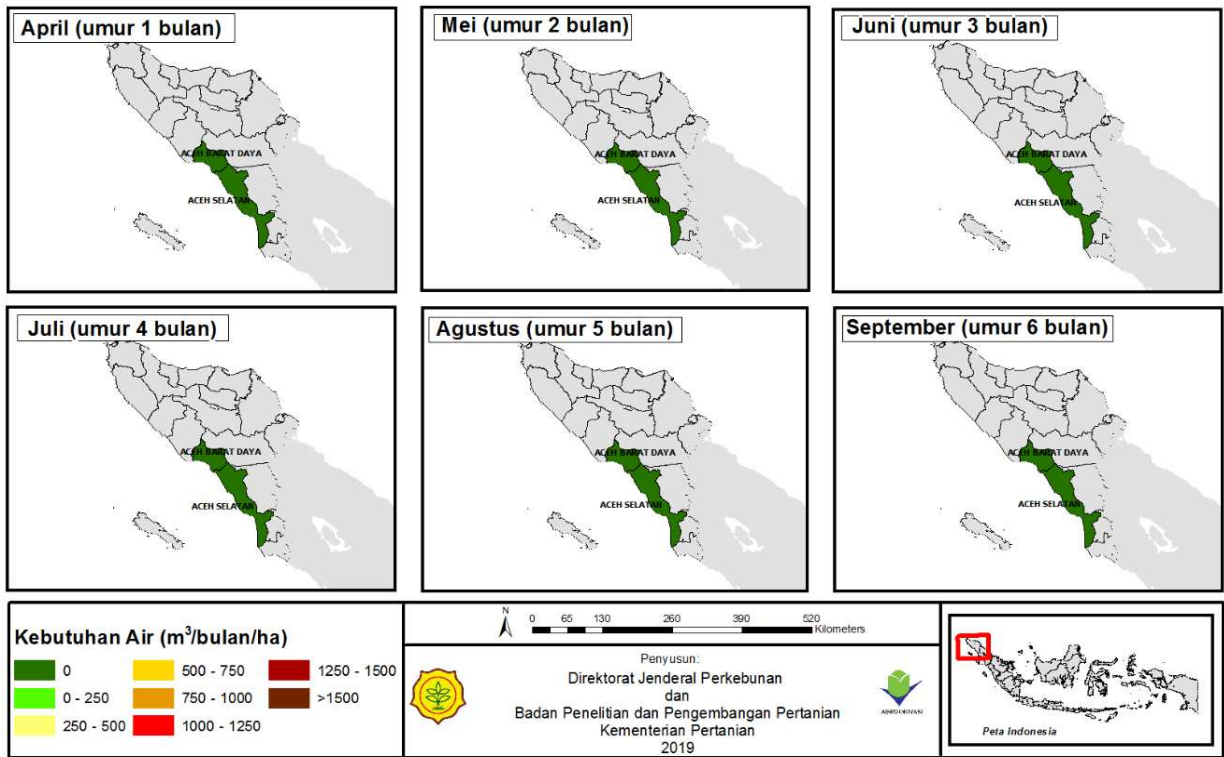 April (umur 1 bulan)
ACEH BARAT DAYA
ACEH SELATAN
Mei (umur 2 bulan)
ACEH BARAT DAYA
ACEH SELATAN
Juni (umur 3 bulan)
ACEH BARAT DAYA
ACEH SELATAN
Juli (umur 4 bulan)
ACEH BARAT DAYA
ACEH SELATAN
Agustus (umur 5 bulan)
ACEH BARAT DAYA
ACEH SELATAN
September (umur 6 bulan)
ACEH BARAT DAYA
ACEH SELATAN
Kebutuhan Air (m³/bulan/ha)
0
0 - 250
250 - 500
500 - 750
750 - 1000
1000 - 1250
1250 - 1500
>1500
N
0 65 130 260 390 520
Kilometers
Penyusun:
Direktorat Jenderal Perkebunan
dan
Badan Penelitian dan Pengembangan Pertanian
Kementerian Pertanian
2019
AGRO INOVASI
Peta Indonesia